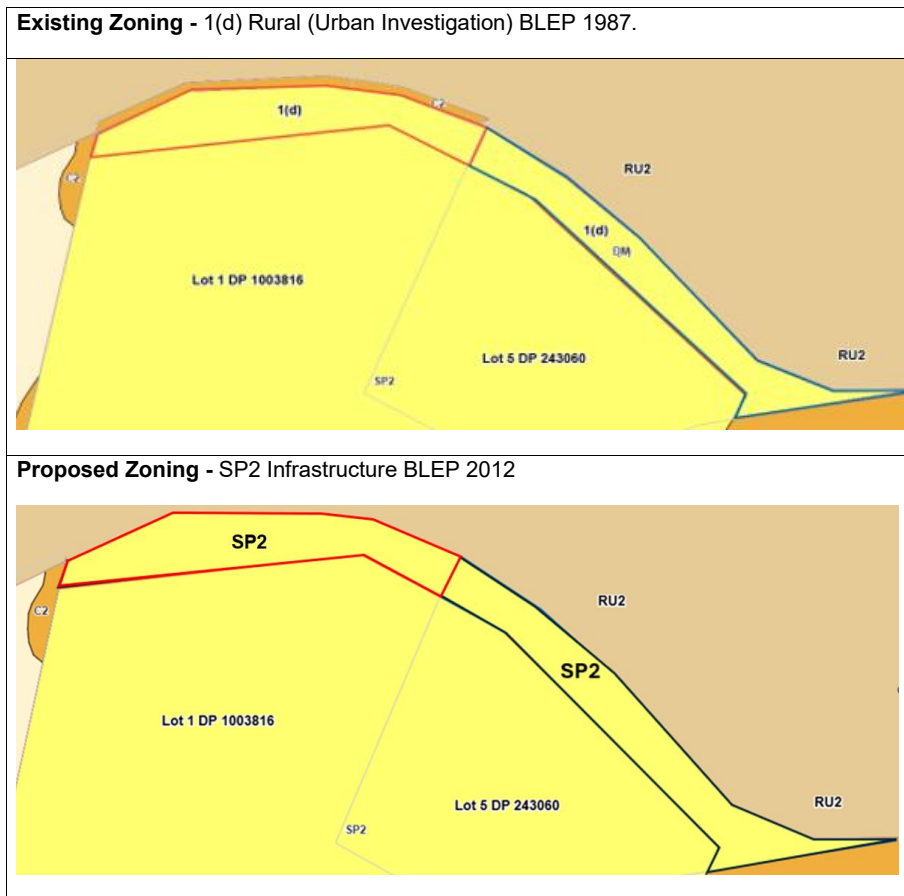 Existing Zoning - 1(d) Rural (Urban Investigation) BLEP 1987.
C2
1(d)
RU2
C2
1(d)
DM
Lot 1 DP 1003816
Lot 5 DP 243060
RU2
SP2
Proposed Zoning - SP2 Infrastructure BLEP 2012
SP2
RU2
C2
SP2
Lot 1 DP 1003816
Lot 5 DP 243060
RU2
SP2